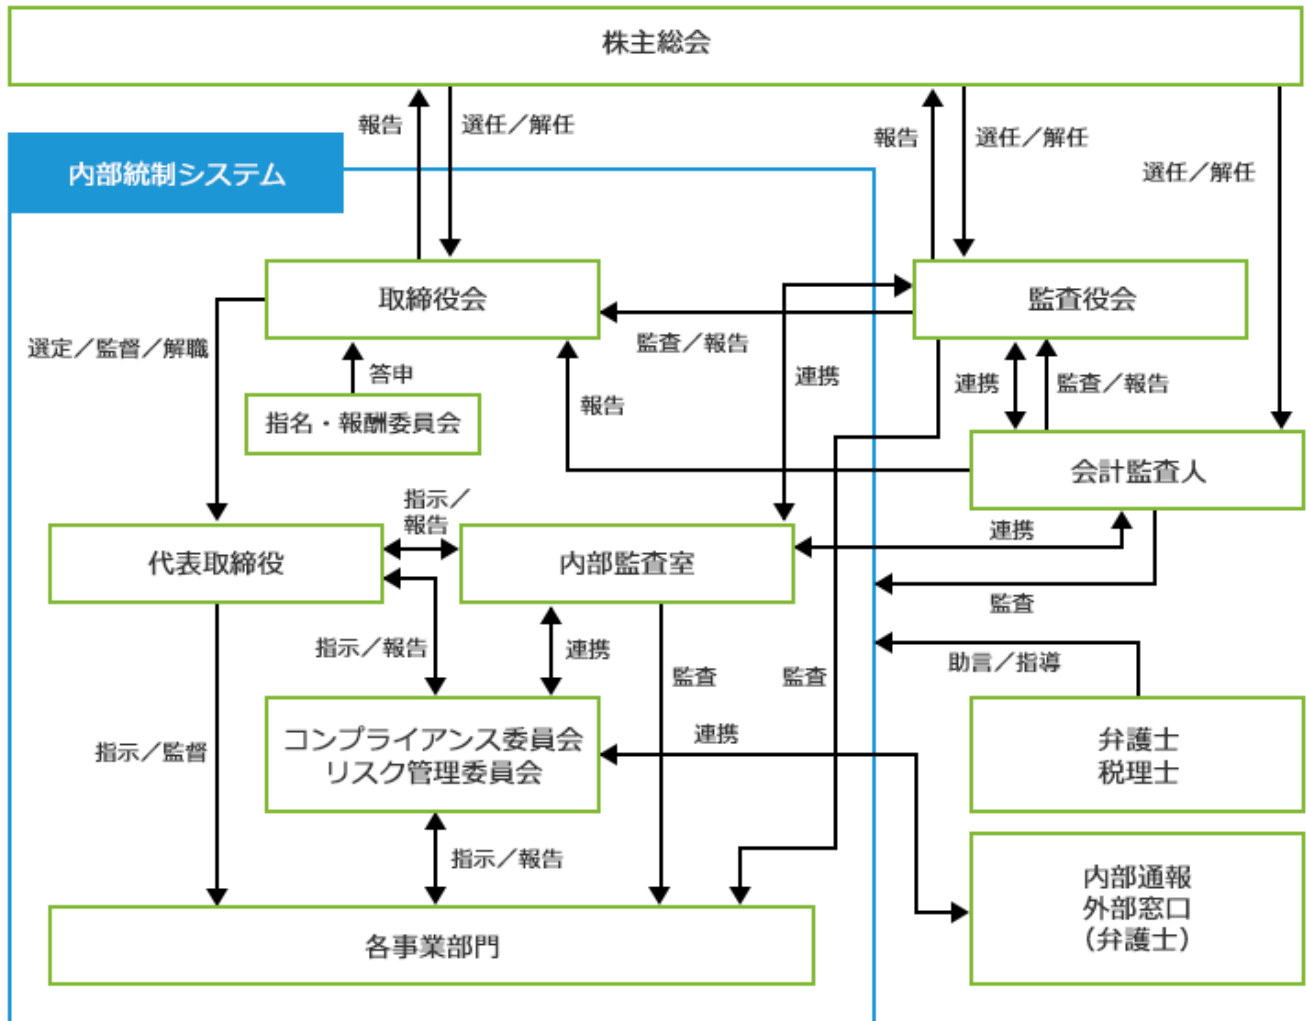 株主総会
報告
選任／解任
報告
選任／解任
選任／解任
内部統制システム
取締役会
監査役会
選定／監督／解職
監査／報告
答申
連携
連携
監査／報告
報告
指名・報酬委員会
会計監査人
指示／
報告
連携
代表取締役
内部監査室
監査
指示／報告
連携
助言／指導
監査
監査
コンプライアンス委員会
リスク管理委員会
連携
指示／監督
弁護士
税理士
指示／報告
内部通報
外部窓口
（弁護士）
各事業部門